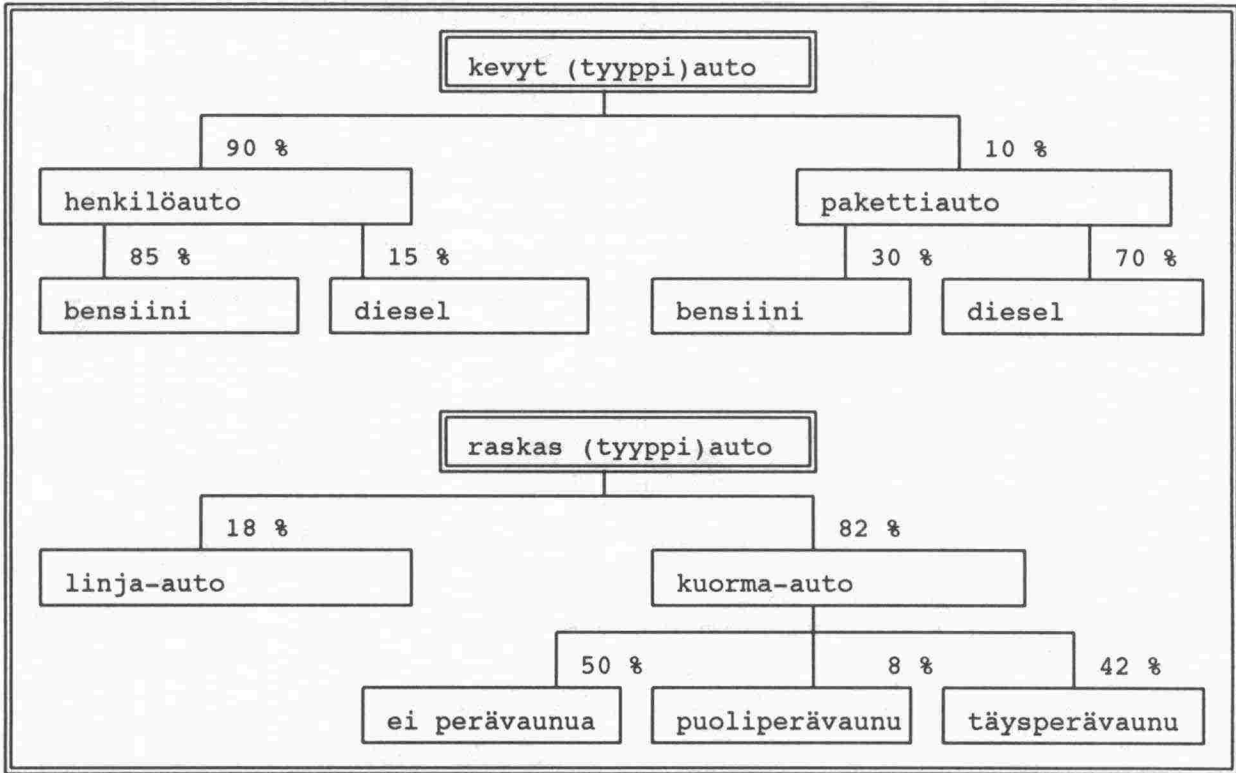 kevyt (tyyppi)auto
90 % 10 %
henkilöauto pakettiauto
85 % 15 % 30 % 70 %
bensiini diesel bensiini diesel
raskas (tyyppi)auto
18 % 82 %
linja-auto kuorma-auto
50 % 8 % 42 %
ei perävaunua puoliperävaunu täysperävaunu